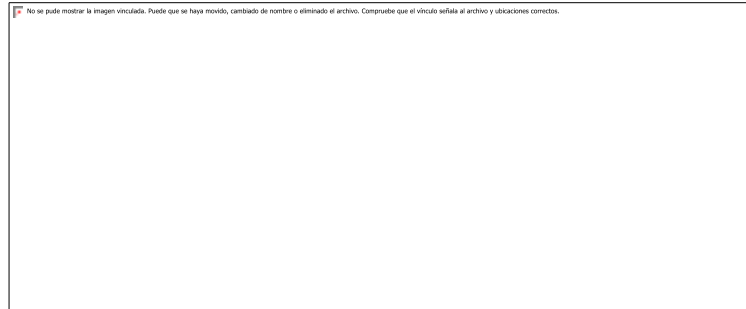 No se pude mostrar la imagen vinculada. Puede que se haya movido, cambiado de nombre o eliminado el archivo. Compruebe que el vínculo señala al archivo y ubicaciones correctos.